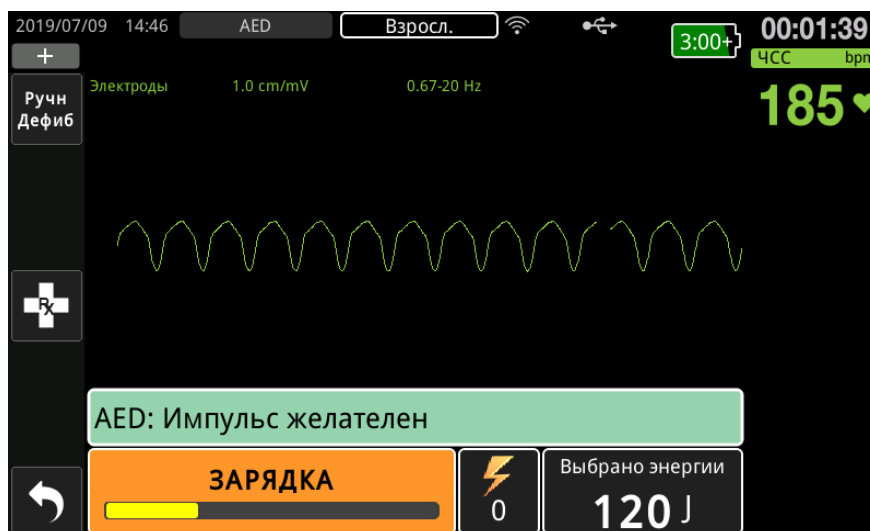 2019/07/09 14:46 AED Взросл. 3:00+ 00:01:39
ЧСС bpm
185
Ручн
Дефиб
Электроды 1.0 cm/mV 0.67-20 Hz
Rx
AED: Импульс желателен
ЗАРЯДКА
0
Выбрано энергии
120 J